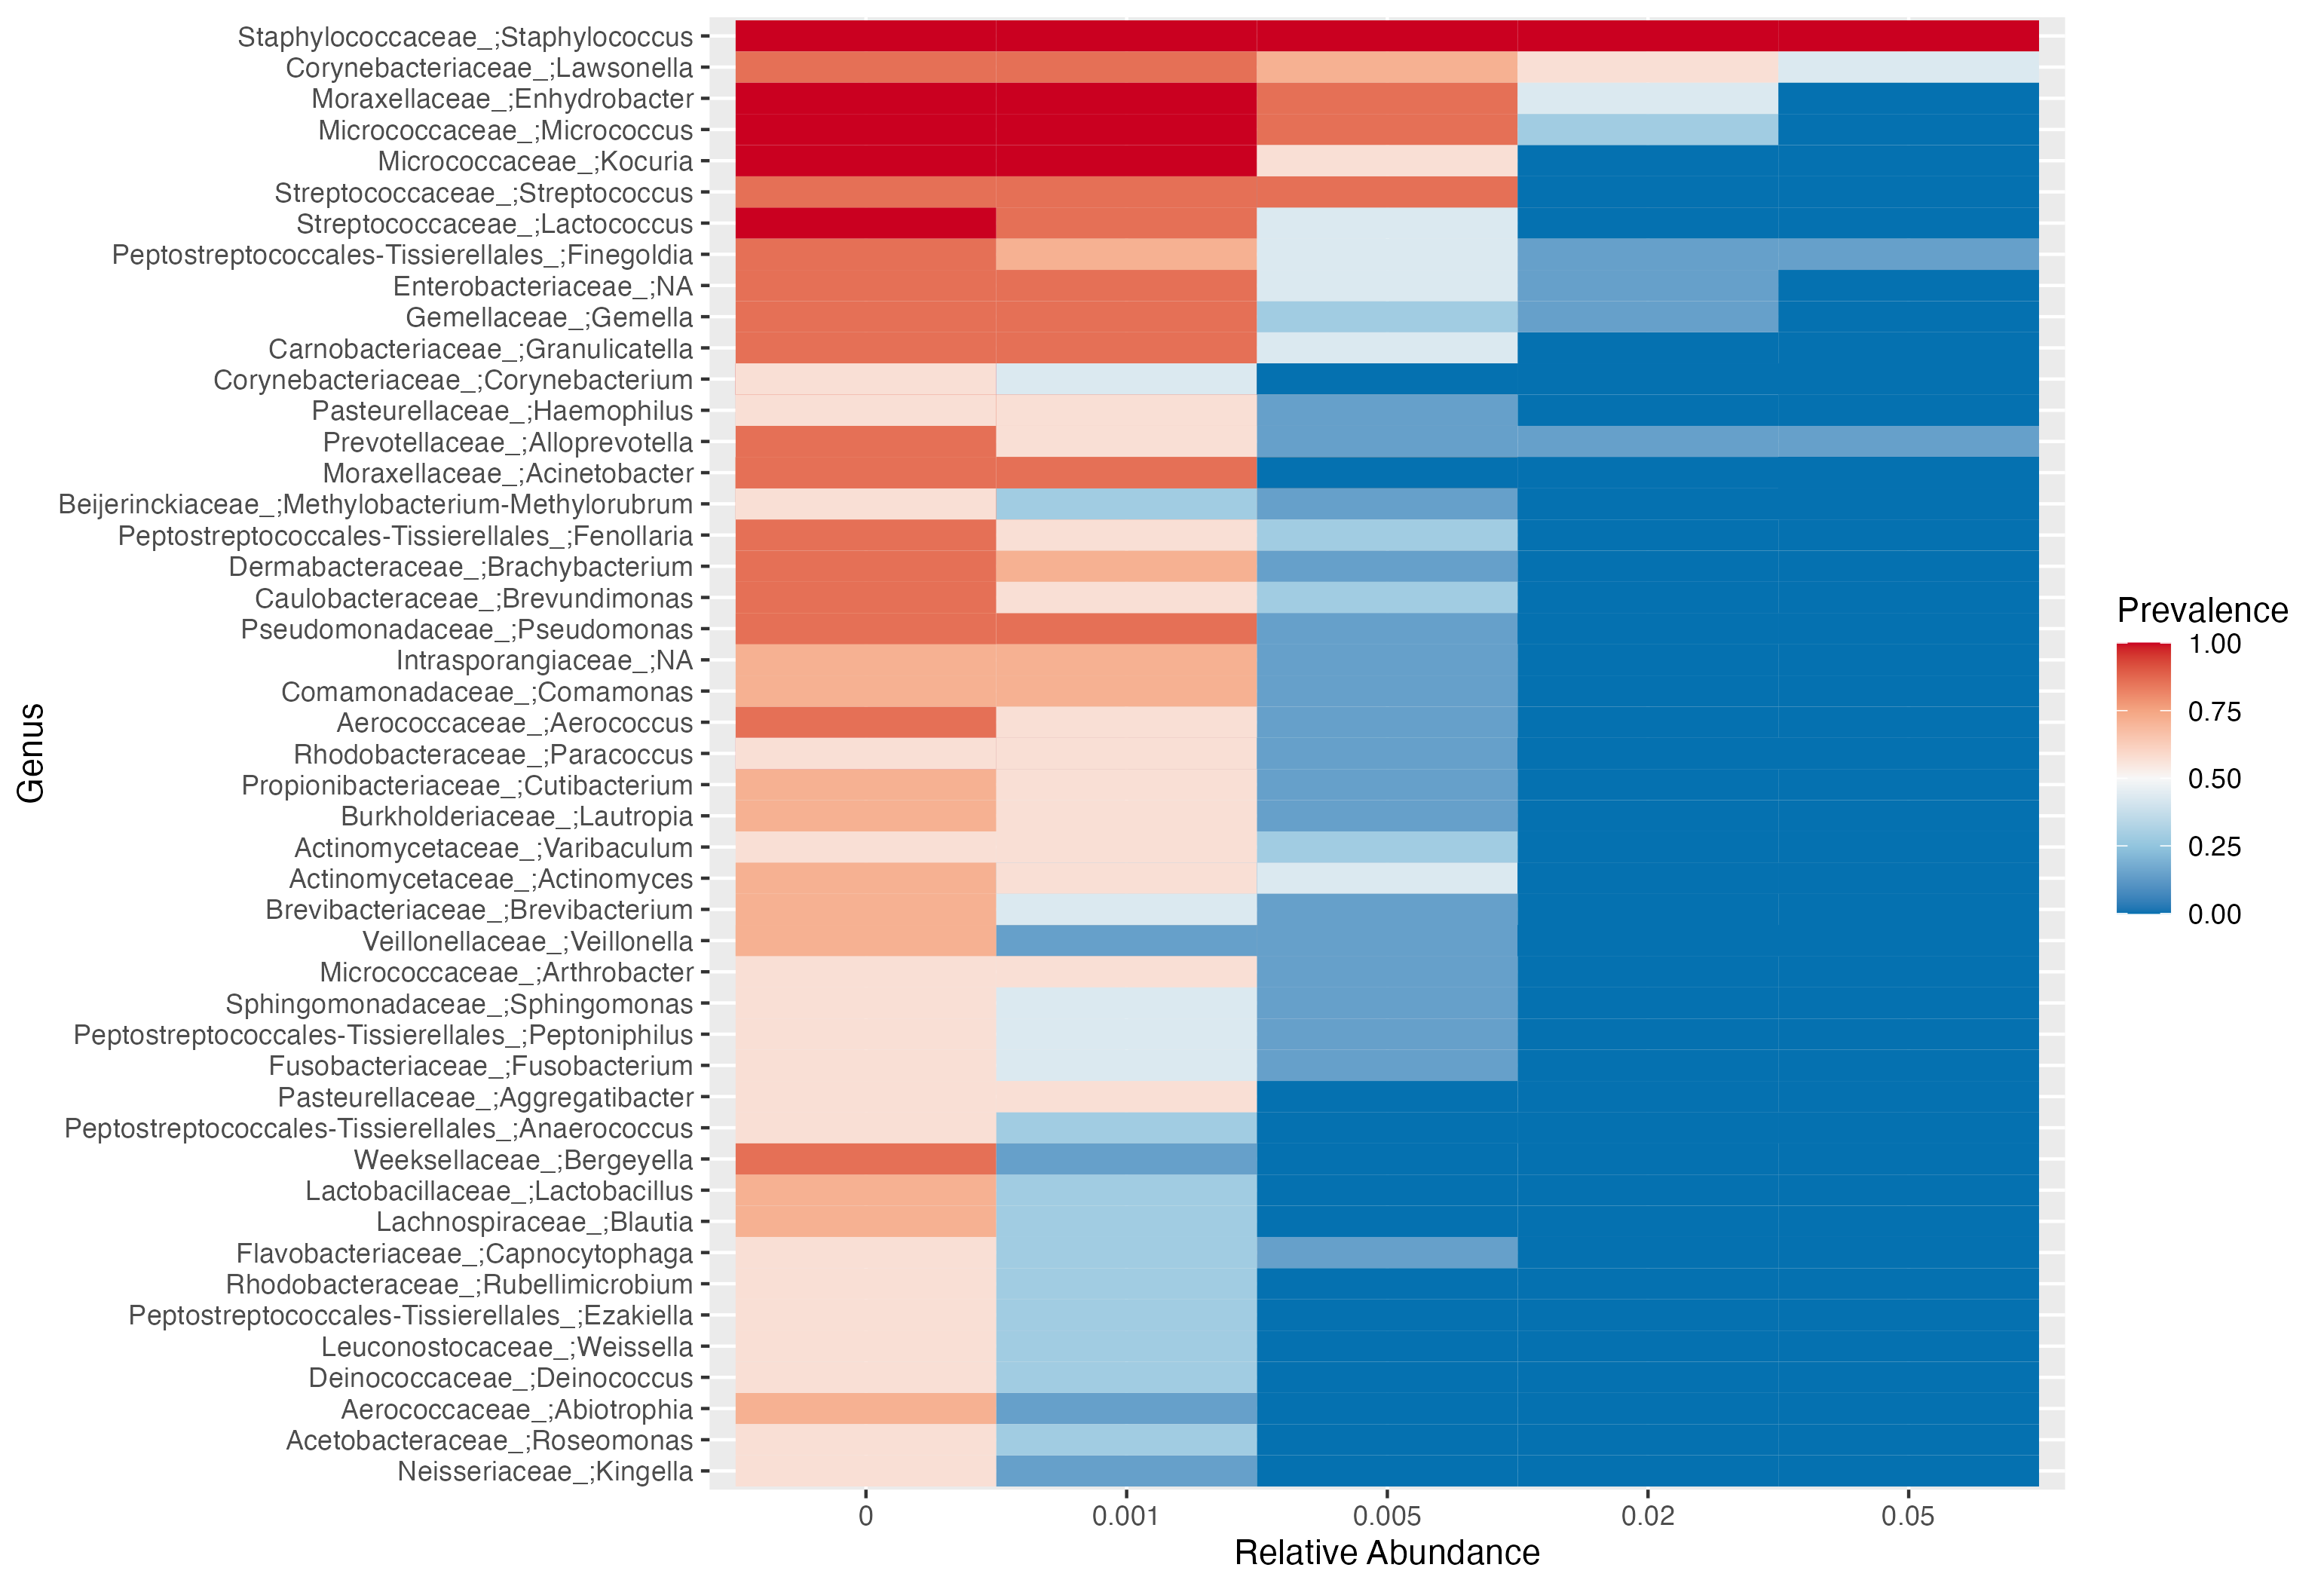 Staphylococcaceae_;Staphylococcus
Corynebacteriaceae_;Lawsonella
Moraxellaceae_;Enhydrobacter
Micrococcaceae_;Micrococcus
Micrococcaceae_;Kocuria
Streptococcaceae_;Streptococcus
Streptococcaceae_;Lactococcus
Peptostreptococcales-Tissierellales_;Finegoldia
Enterobacteriaceae_;NA
Gemellaceae_;Gemella
Carnobacteriaceae_;Granulicatella
Corynebacteriaceae_;Corynebacterium
Pasteurellaceae_;Haemophilus
Prevotellaceae_;Alloprevotella
Moraxellaceae_;Acinetobacter
Beijerinckiaceae_;Methylobacterium-Methylorubrum
Peptostreptococcales-Tissierellales_;Fenollaria
Dermabacteraceae_;Brachybacterium
Caulobacteraceae_;Brevundimonas
Pseudomonadaceae_;Pseudomonas
Intrasporangiaceae_;NA
Comamonadaceae_;Comamonas
Aerococcaceae_;Aerococcus
Rhodobacteraceae_;Paracoccus
Propionibacteriaceae_;Cutibacterium
Burkholderiaceae_;Lautropia
Actinomycetaceae_;Varibaculum
Actinomycetaceae_;Actinomyces
Brevibacteriaceae_;Brevibacterium
Veillonellaceae_;Veillonella
Micrococcaceae_;Arthrobacter
Sphingomonadaceae_;Sphingomonas
Peptostreptococcales-Tissierellales_;Peptoniphilus
Fusobacteriaceae_;Fusobacterium
Pasteurellaceae_;Aggregatibacter
Peptostreptococcales-Tissierellales_;Anaerococcus
Weeksellaceae_;Bergeyella
Lactobacillaceae_;Lactobacillus
Lachnospiraceae_;Blautia
Flavobacteriaceae_;Capnocytophaga
Rhodobacteraceae_;Rubellimicrobium
Peptostreptococcales-Tissierellales_;Ezakiella
Leuconostocaceae_;Weissella
Deinococcaceae_;Deinococcus
Aerococcaceae_;Abiotrophia
Acetobacteraceae_;Roseomonas
Neisseriaceae_;Kingella
Genus
0 0.001 0.005 0.02 0.05
Relative Abundance
Prevalence
1.00
0.75
0.50
0.25
0.00